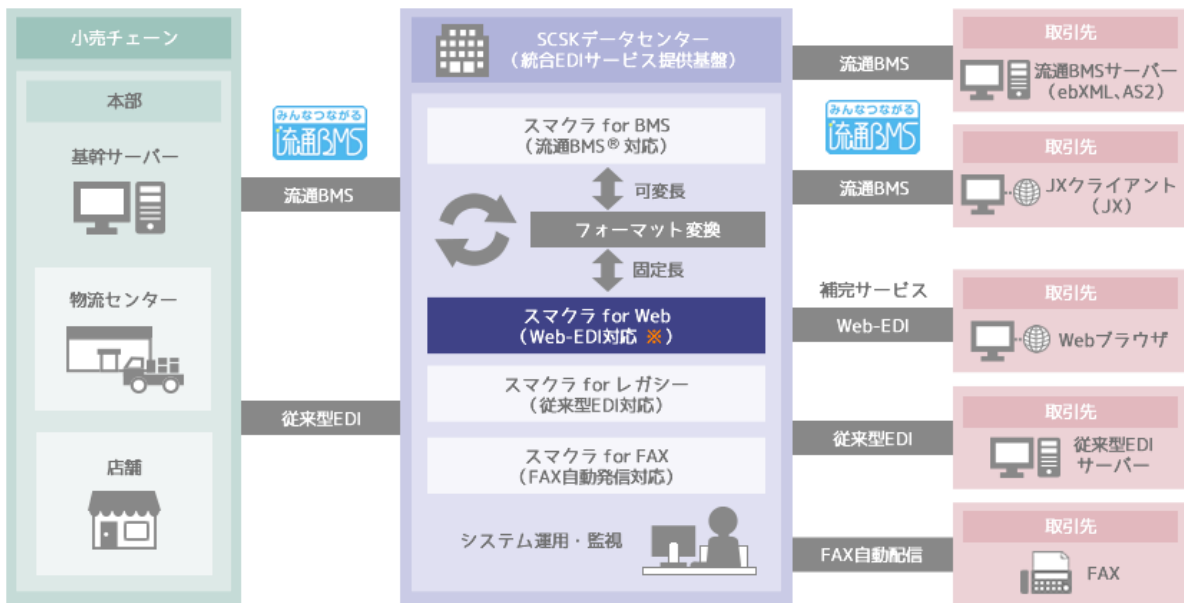 小売チェーン
本部
基幹サーバー
物流センター
店舗
みんなつながる
流通BMS
流通BMS
従来型EDI
SCSKデータセンター
(統合EDIサービス提供基盤)
スマクラ for BMS
(流通BMS® 対応)
可変長
フォーマット変換
固定長
スマクラ for Web
(Web-EDI対応 ※)
スマクラ for レガシー
(従来型EDI対応)
スマクラ for FAX
(FAX自動発信対応)
システム運用・監視
流通BMS
みんなつながる
流通BMS
流通BMS
補完サービス
Web-EDI
従来型EDI
FAX自動配信
取引先
流通BMSサーバー
(ebXML、AS2)
取引先
JXクライアント
(JX)
取引先
Webブラウザ
取引先
従来型EDI
サーバー
取引先
FAX